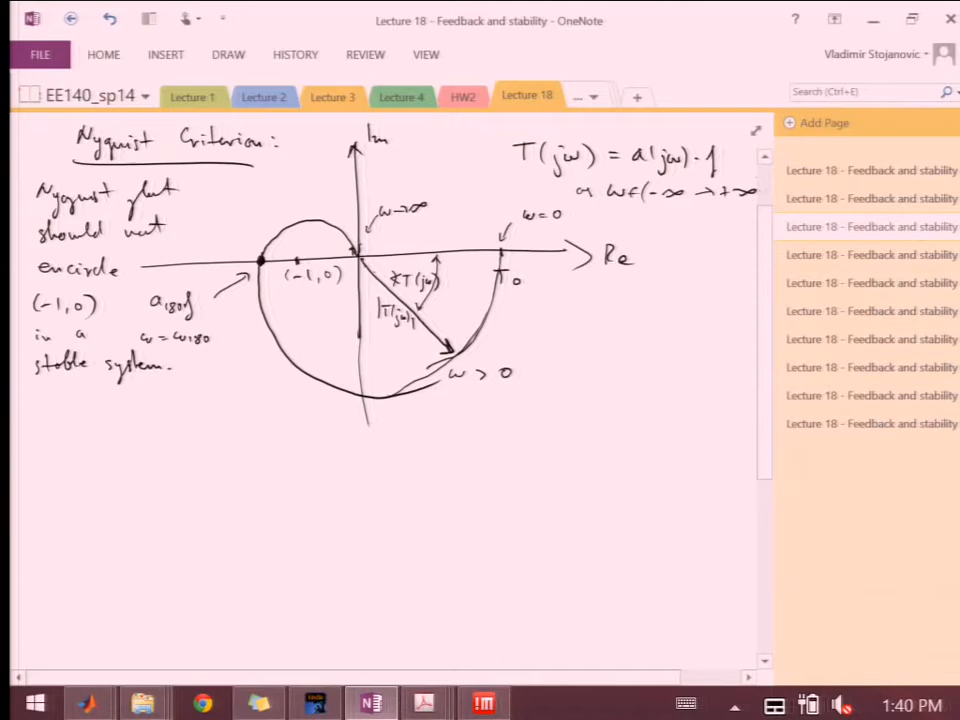 Lecture 18 - Feedback and stability - OneNote
?
FILE
HOME
INSERT
DRAW
HISTORY
REVIEW
VIEW
Vladimir Stojanovic
EE140_sp14
Lecture 1
Lecture 2
Lecture 3
Lecture 4
HW2
Lecture 18
...
+
Search (Ctrl+E)
Add Page
Nyquist Criterion:
Nyquist plot
should not
encircle
(-1,0)
in a
stable system.
Im
T(jω) = a(jω)·f
ω→∞
ω=0
Re
(-1,0)
a180f
ω=ω180
∡T(jω)
|T(jω)|
T0
ω > 0
Lecture 18 - Feedback and stability
Lecture 18 - Feedback and stability
Lecture 18 - Feedback and stability
Lecture 18 - Feedback and stability
Lecture 18 - Feedback and stability
Lecture 18 - Feedback and stability
Lecture 18 - Feedback and stability
Lecture 18 - Feedback and stability
Lecture 18 - Feedback and stability
Lecture 18 - Feedback and stability
1:40 PM